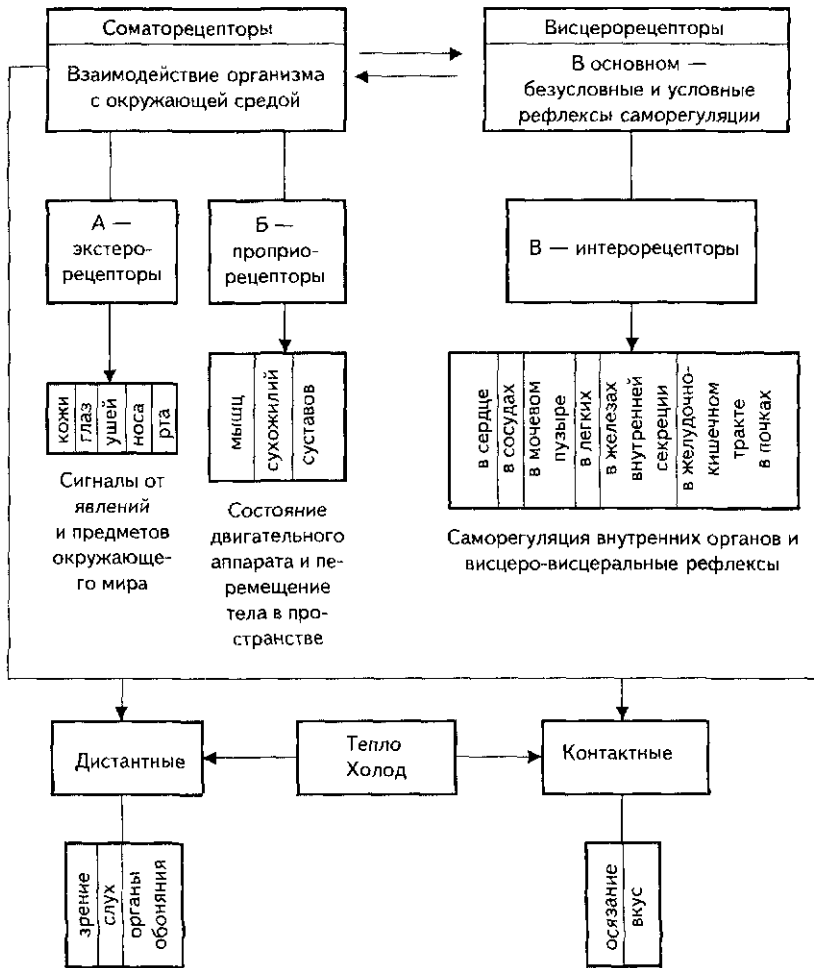 Соматорецепторы
Взаимодействие организма
с окружающей средой
Висцерорецепторы
В основном —
безусловные и условные
рефлексы саморегуляции
А —
экстеро-
рецепторы
Б —
проприо-
рецепторы
В — интерорецепторы
кожи
глаз
ушей
носа
рта
мышц
сухожилий
суставов
в сердце
в сосудах
в мочевом
пузыре
в легких
в железах
внутренней
секреции
в желудочно-
кишечном
тракте
в почках
Сигналы от
явлений
и предметов
окружающе-
го мира
Состояние
двигательного
аппарата и пе-
ремещение
тела в про-
странстве
Саморегуляция внутренних органов и
висцеро-висцеральные рефлексы
Дистантные
Тепло
Холод
Контактные
зрение
слух
органы
обоняния
осязание
вкус